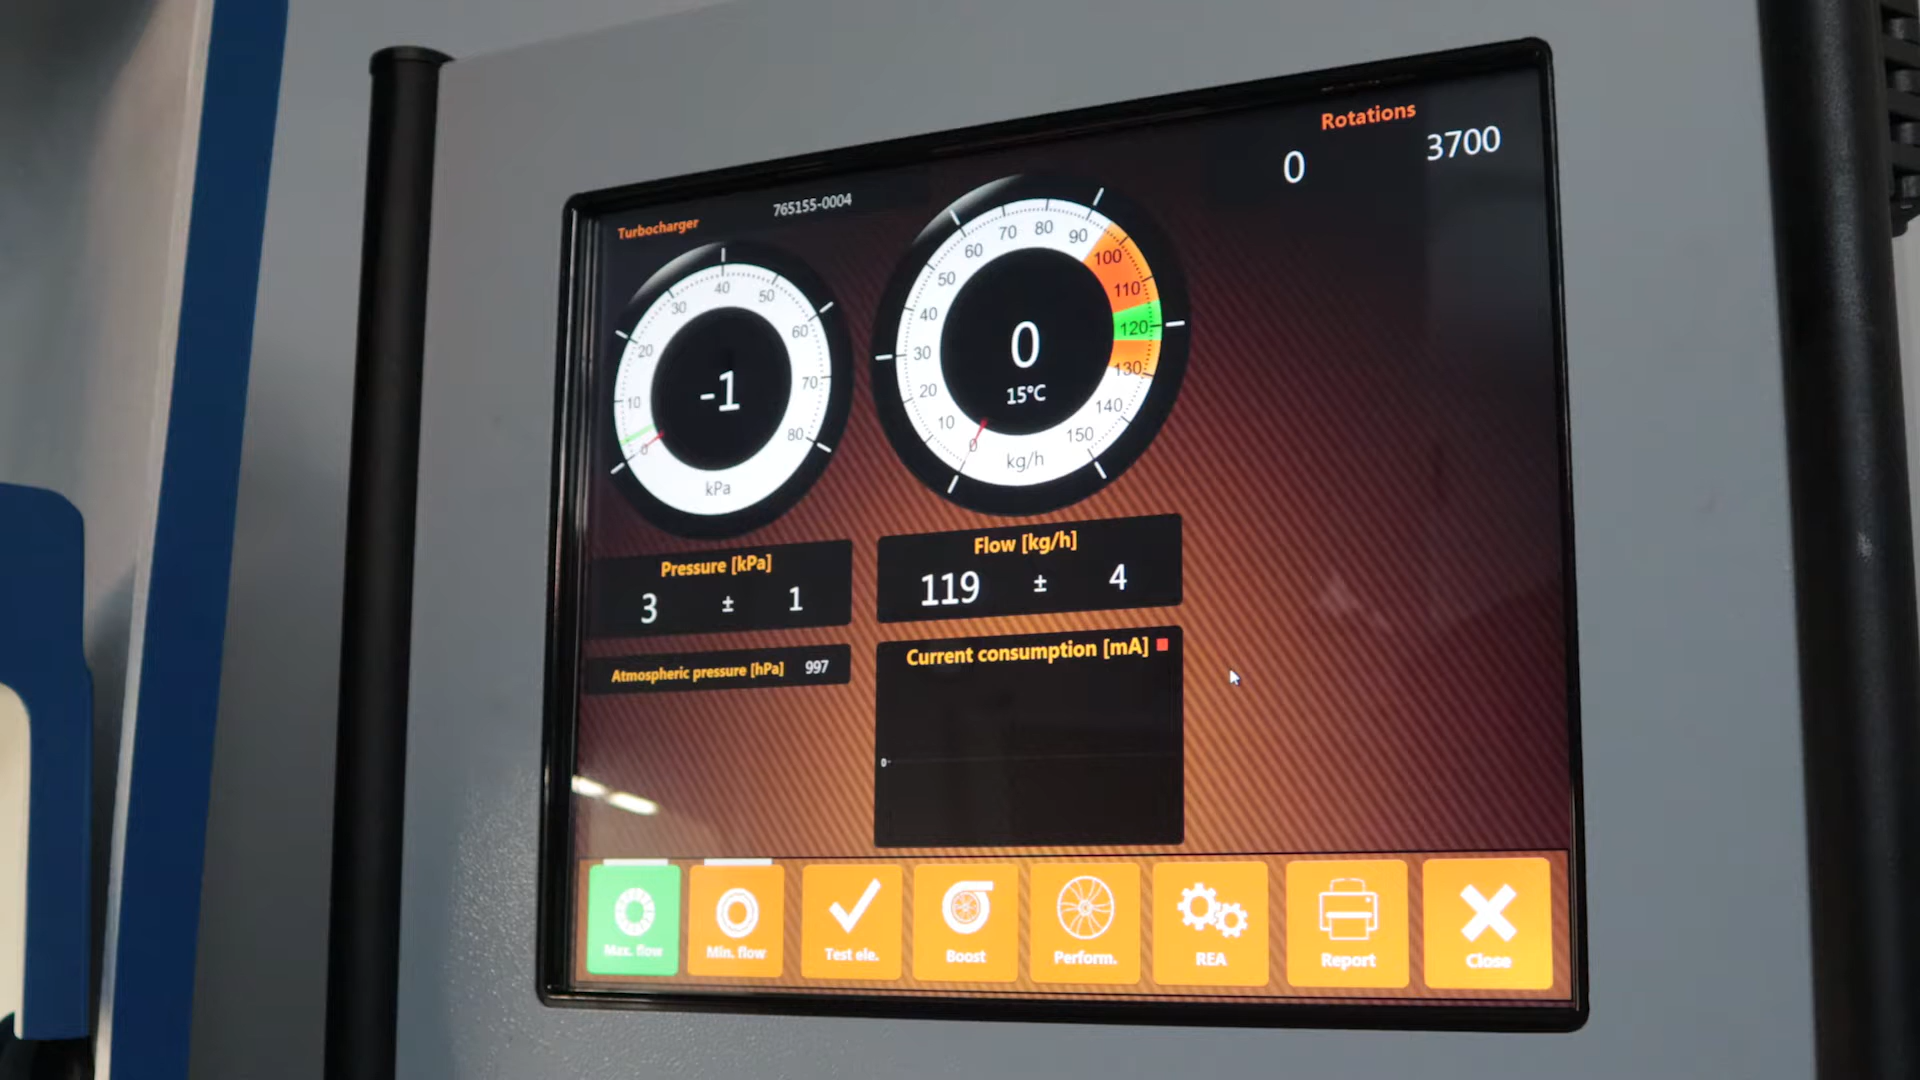 Rotations
0 3700
Turbocharger 765155-0004
0 10 20 30 40 50 60 70 80
-1
kPa
0 10 20 30 40 50 60 70 80 90 100 110 120 130 140 150
0
15°C
kg/h
Pressure [kPa]
3 ± 1
Flow [kg/h]
119 ± 4
Atmospheric pressure [hPa] 997
Current consumption [mA]
0
Max. flow
Min. flow
Test ele.
Boost
Perform.
REA
Report
Close